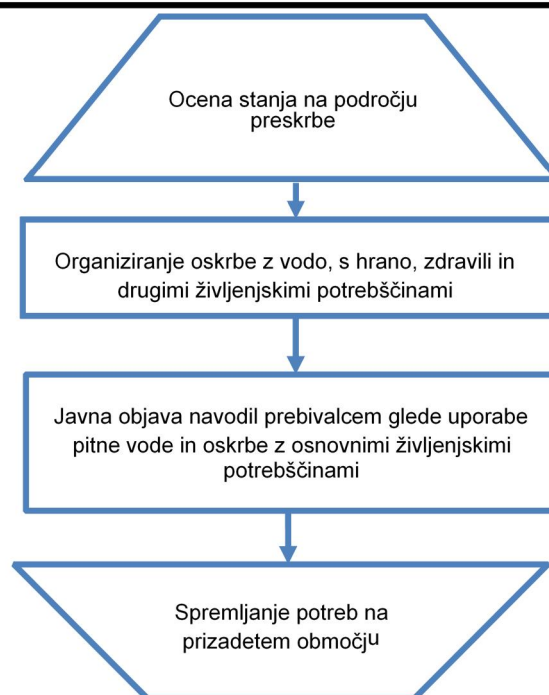 Ocena stanja na področju
preskrbe
Organiziranje oskrbe z vodo, s hrano, zdravili in
drugimi življenjskimi potrebščinami
Javna objava navodil prebivalcem glede uporabe
pitne vode in oskrbe z osnovnimi življenjskimi
potrebščinami
Spremljanje potreb na
prizadetem območju